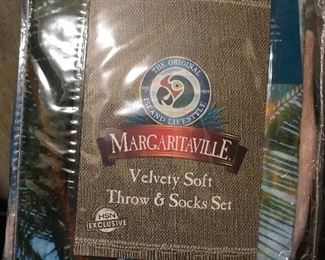 THE ORIGINAL
ISLAND LIFESTYLE
MARGARITAVILLE
Velvety Soft
Throw & Socks Set
HSN
EXCLUSIVE